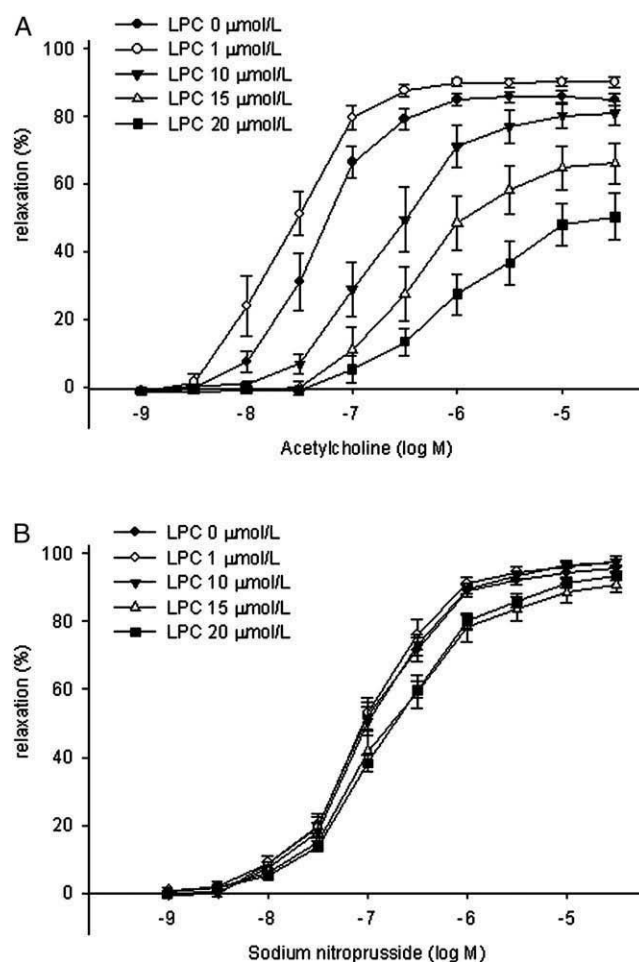 A
LPC 0 µmol/L
LPC 1 µmol/L
LPC 10 µmol/L
LPC 15 µmol/L
LPC 20 µmol/L
relaxation (%)
100
80
60
40
20
0
-9 -8 -7 -6 -5
Acetylcholine (log M)
B
LPC 0 µmol/L
LPC 1 µmol/L
LPC 10 µmol/L
LPC 15 µmol/L
LPC 20 µmol/L
relaxation (%)
100
80
60
40
20
0
-9 -8 -7 -6 -5
Sodium nitroprusside (log M)